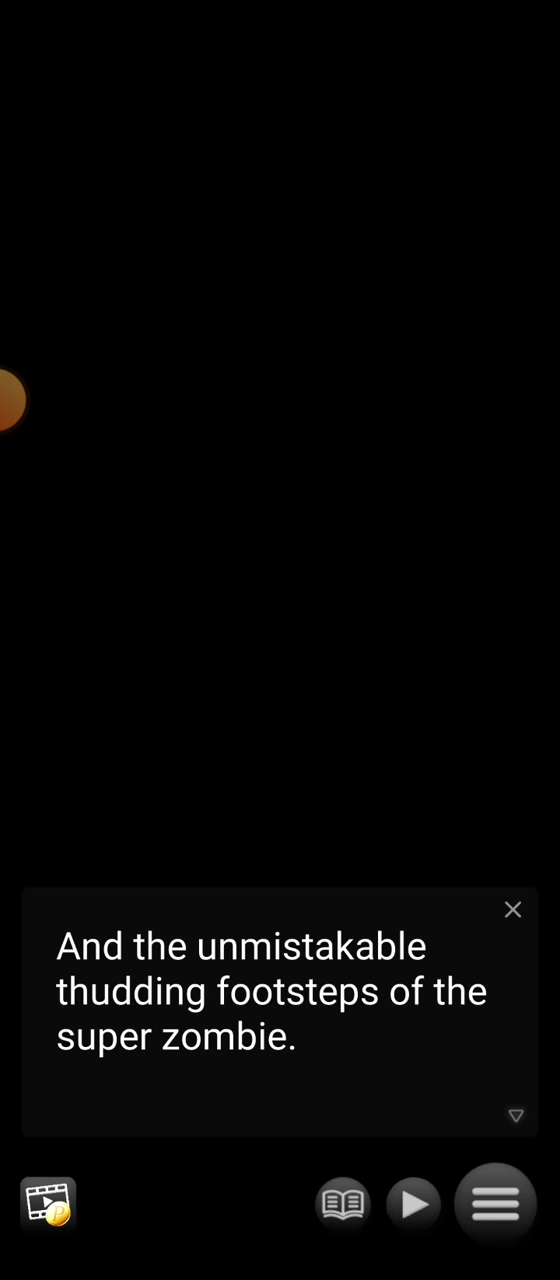 And the unmistakable
thudding footsteps of the
super zombie.
P